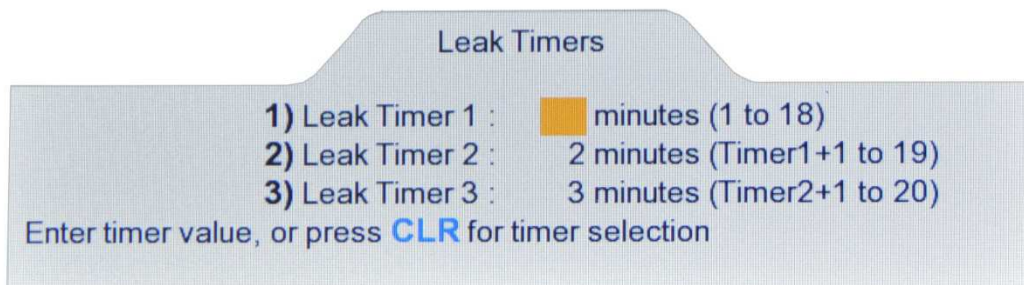 Leak Timers
1) Leak Timer 1 : minutes (1 to 18)
2) Leak Timer 2 : 2 minutes (Timer1+1 to 19)
3) Leak Timer 3 : 3 minutes (Timer2+1 to 20)
Enter timer value, or press CLR for timer selection